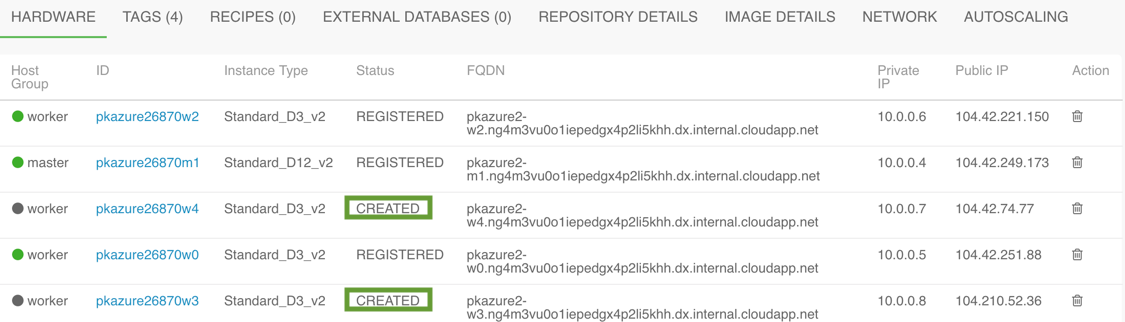 HARDWARE TAGS (4) RECIPES (0) EXTERNAL DATABASES (0) REPOSITORY DETAILS IMAGE DETAILS NETWORK AUTOSCALING
Host Group ID Instance Type Status FQDN Private IP Public IP Action
worker pkazure26870w2 Standard_D3_v2 REGISTERED pkazure2- 10.0.0.6 104.42.221.150
w2.ng4m3vu0o1iepedgx4p2li5khh.dx.internal.cloudapp.net
master pkazure26870m1 Standard_D12_v2 REGISTERED pkazure2- 10.0.0.4 104.42.249.173
m1.ng4m3vu0o1iepedgx4p2li5khh.dx.internal.cloudapp.net
worker pkazure26870w4 Standard_D3_v2 CREATED pkazure2- 10.0.0.7 104.42.74.77
w4.ng4m3vu0o1iepedgx4p2li5khh.dx.internal.cloudapp.net
worker pkazure26870w0 Standard_D3_v2 REGISTERED pkazure2- 10.0.0.5 104.42.251.88
w0.ng4m3vu0o1iepedgx4p2li5khh.dx.internal.cloudapp.net
worker pkazure26870w3 Standard_D3_v2 CREATED pkazure2- 10.0.0.8 104.210.52.36
w3.ng4m3vu0o1iepedgx4p2li5khh.dx.internal.cloudapp.net